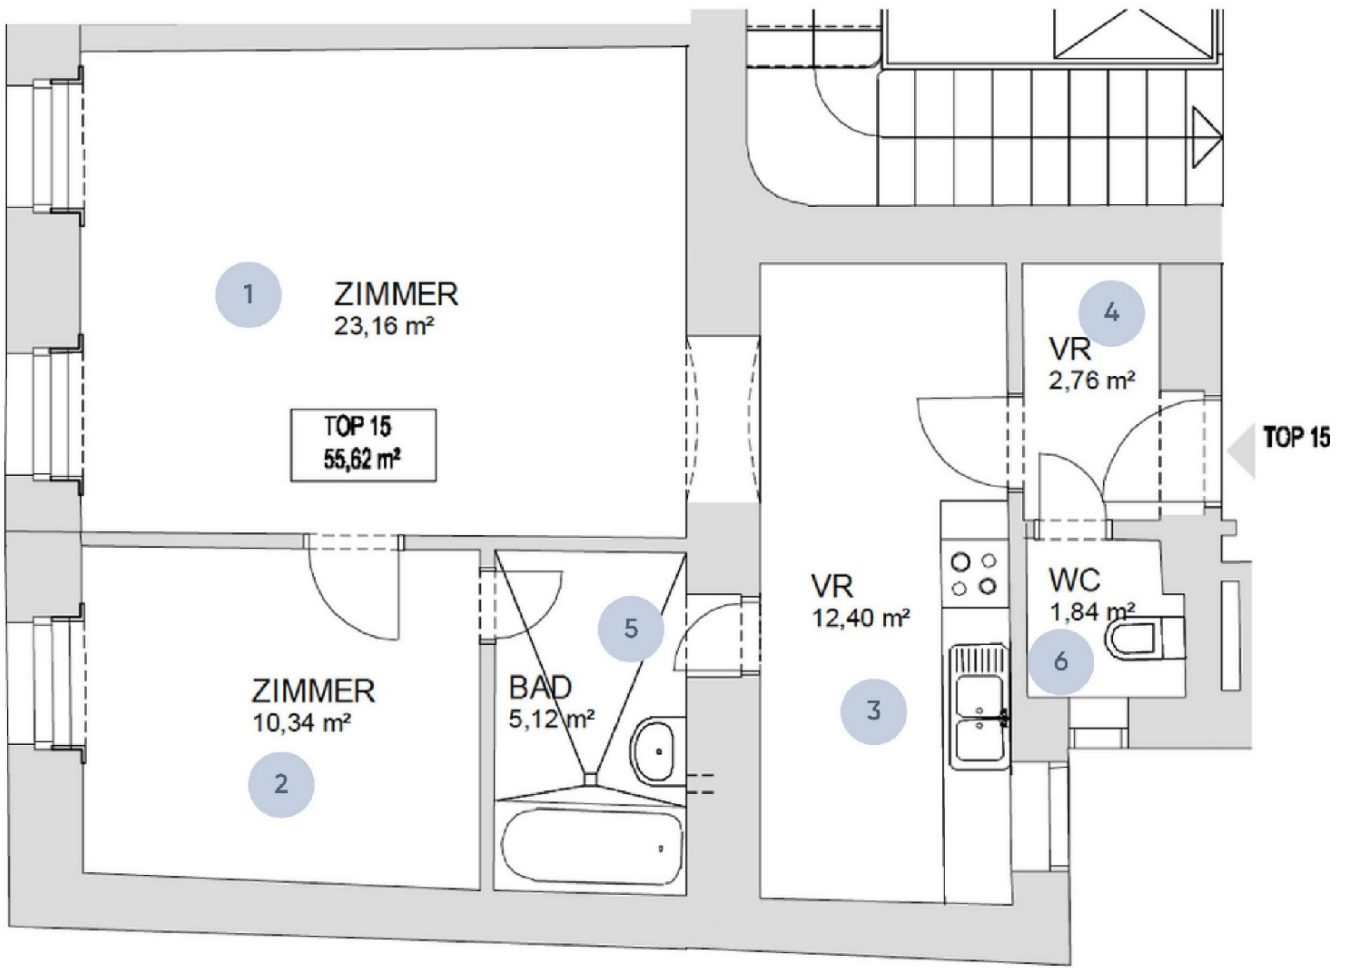 1
ZIMMER
23,16 m²
TOP 15
55,62 m²
4
VR
2,76 m²
TOP 15
ZIMMER
10,34 m²
2
5
BAD
5,12 m²
VR
12,40 m²
3
WC
1,84 m²
6